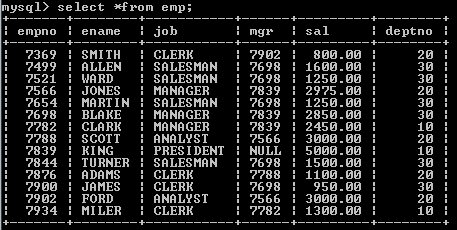 mysql> select *from emp;
+-------+--------+-----------+------+---------+--------+
| empno | ename | job | mgr | sal | deptno |
+-------+--------+-----------+------+---------+--------+
| 7369 | SMITH | CLERK | 7902 | 800.00 | 20 |
| 7499 | ALLEN | SALESMAN | 7698 | 1600.00 | 30 |
| 7521 | WARD | SALESMAN | 7698 | 1250.00 | 30 |
| 7566 | JONES | MANAGER | 7839 | 2975.00 | 20 |
| 7654 | MARTIN | SALESMAN | 7698 | 1250.00 | 30 |
| 7698 | BLAKE | MANAGER | 7839 | 2850.00 | 30 |
| 7782 | CLARK | MANAGER | 7839 | 2450.00 | 10 |
| 7788 | SCOTT | ANALYST | 7566 | 3000.00 | 20 |
| 7839 | KING | PRESIDENT | NULL | 5000.00 | 10 |
| 7844 | TURNER | SALESMAN | 7698 | 1500.00 | 30 |
| 7876 | ADAMS | CLERK | 7788 | 1100.00 | 20 |
| 7900 | JAMES | CLERK | 7698 | 950.00 | 30 |
| 7902 | FORD | ANALYST | 7566 | 3000.00 | 20 |
| 7934 | MILER | CLERK | 7782 | 1300.00 | 10 |
+-------+--------+-----------+------+---------+--------+